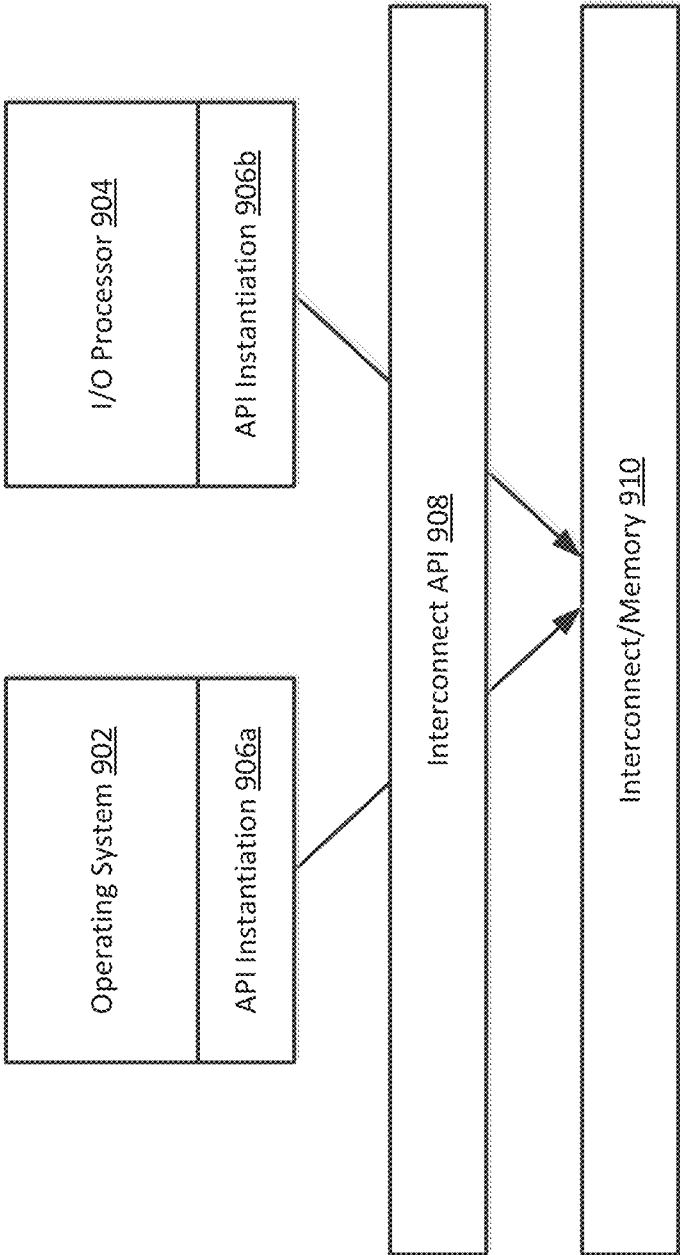 Operating System 902
API Instantiation 906a
I/O Processor 904
API Instantiation 906b
Interconnect API 908
Interconnect/Memory 910